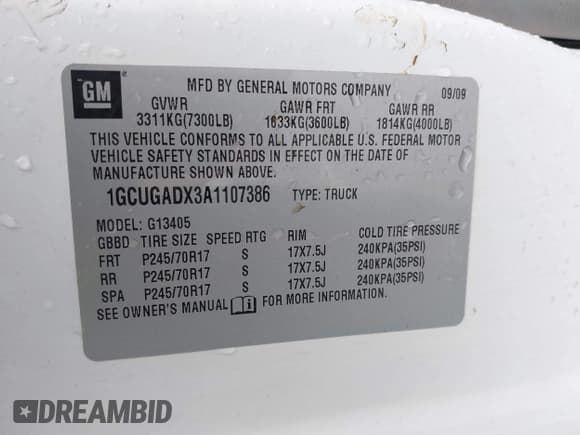 GM
MFD BY GENERAL MOTORS COMPANY 09/09
GVWR GAWR FRT GAWR RR
3311KG(7300LB) 1633KG(3600LB) 1814KG(4000LB)
THIS VEHICLE CONFORMS TO ALL APPLICABLE U.S. FEDERAL MOTOR
VEHICLE SAFETY STANDARDS IN EFFECT ON THE DATE OF
MANUFACTURE SHOWN ABOVE.
1GCUGADX3A1107386 TYPE: TRUCK
MODEL: G13405
GBBD TIRE SIZE SPEED RTG RIM COLD TIRE PRESSURE
FRT P245/70R17 S 17X7.5J 240KPA(35PSI)
RR P245/70R17 S 17X7.5J 240KPA(35PSI)
SPA P245/70R17 S 17X7.5J 240KPA(35PSI)
SEE OWNER'S MANUAL FOR MORE INFORMATION.
DREAMBID